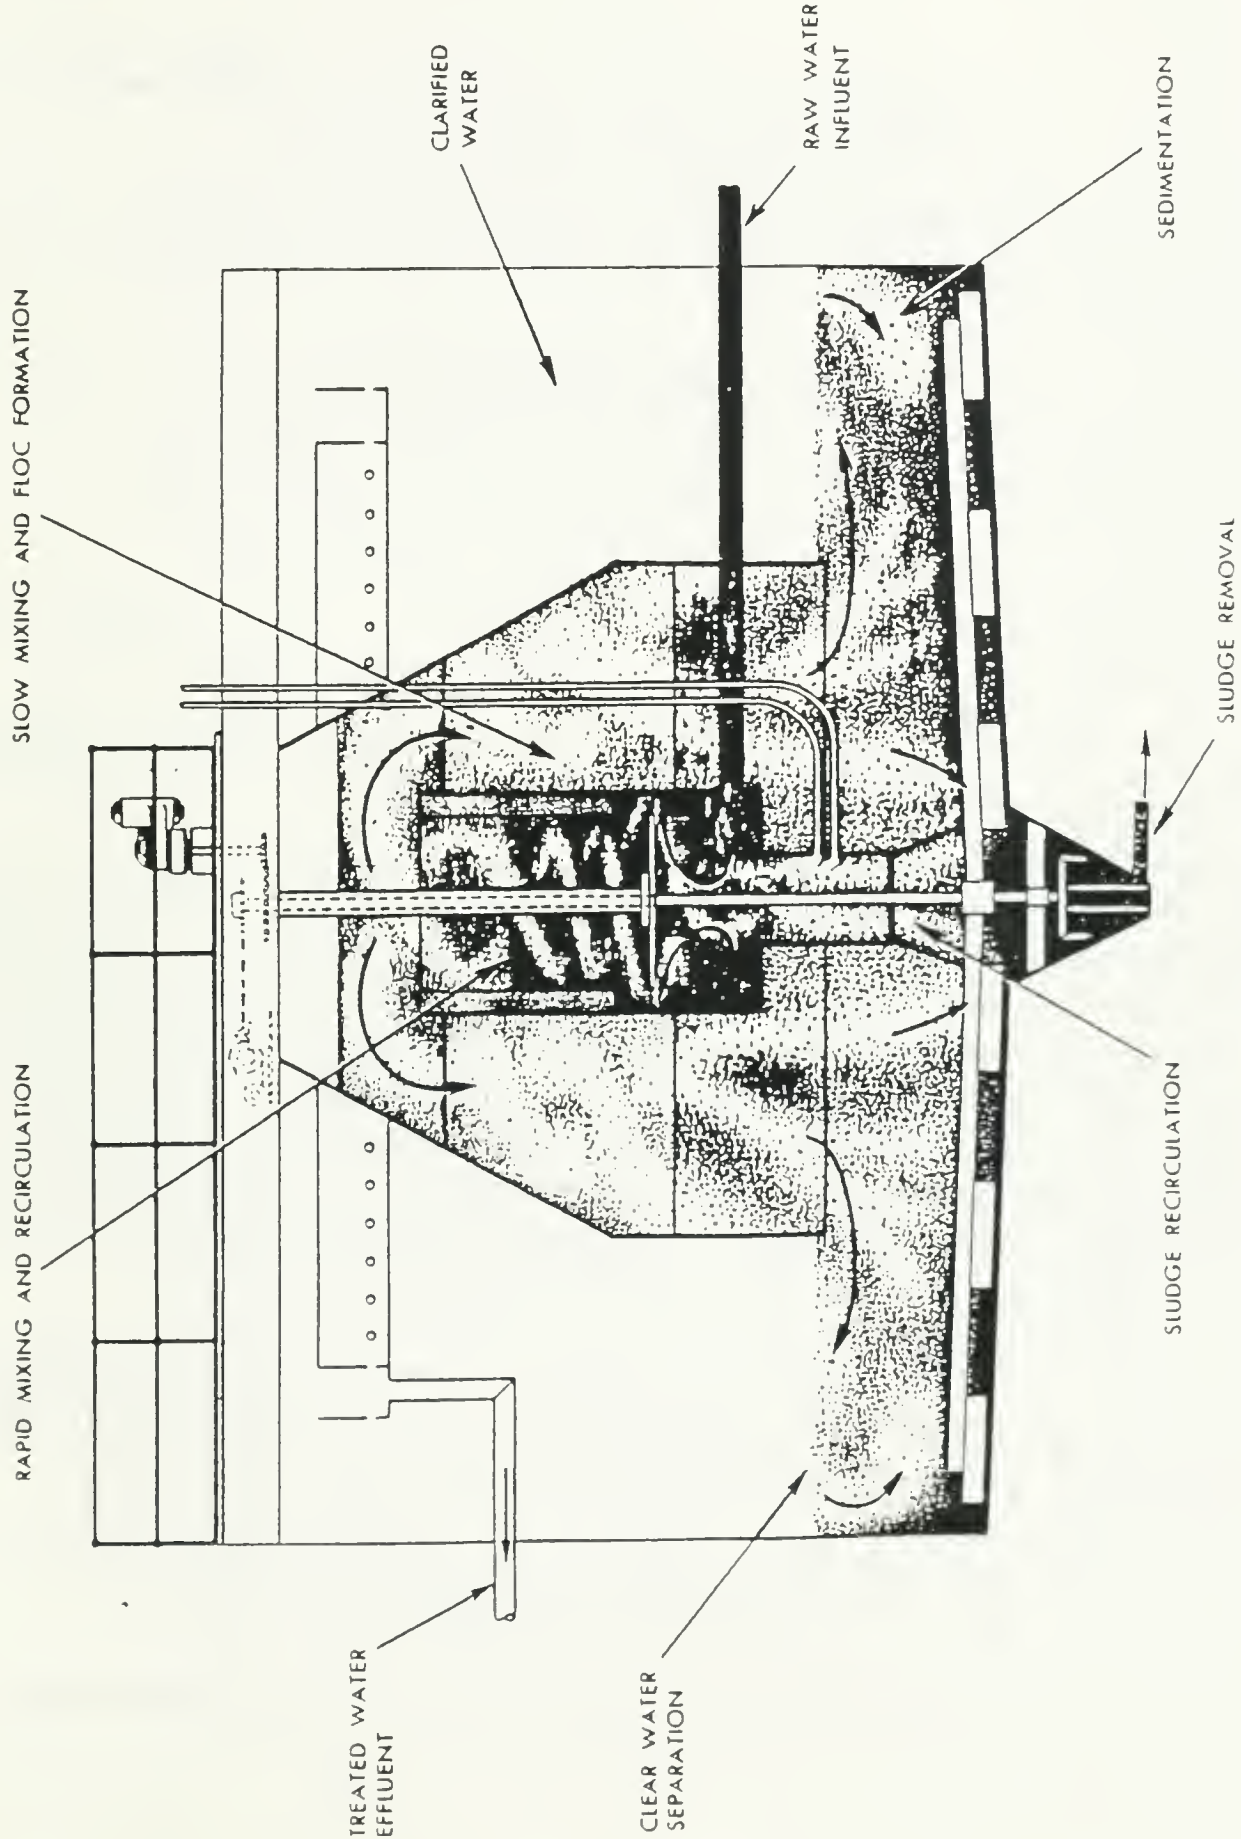 RAPID MIXING AND RECIRCULATION
SLOW MIXING AND FLOC FORMATION
TREATED WATER
EFFLUENT
CLARIFIED
WATER
CLEAR WATER
SEPARATION
RAW WATER
INFLUENT
SLUDGE RECIRCULATION
SEDIMENTATION
SLUDGE REMOVAL